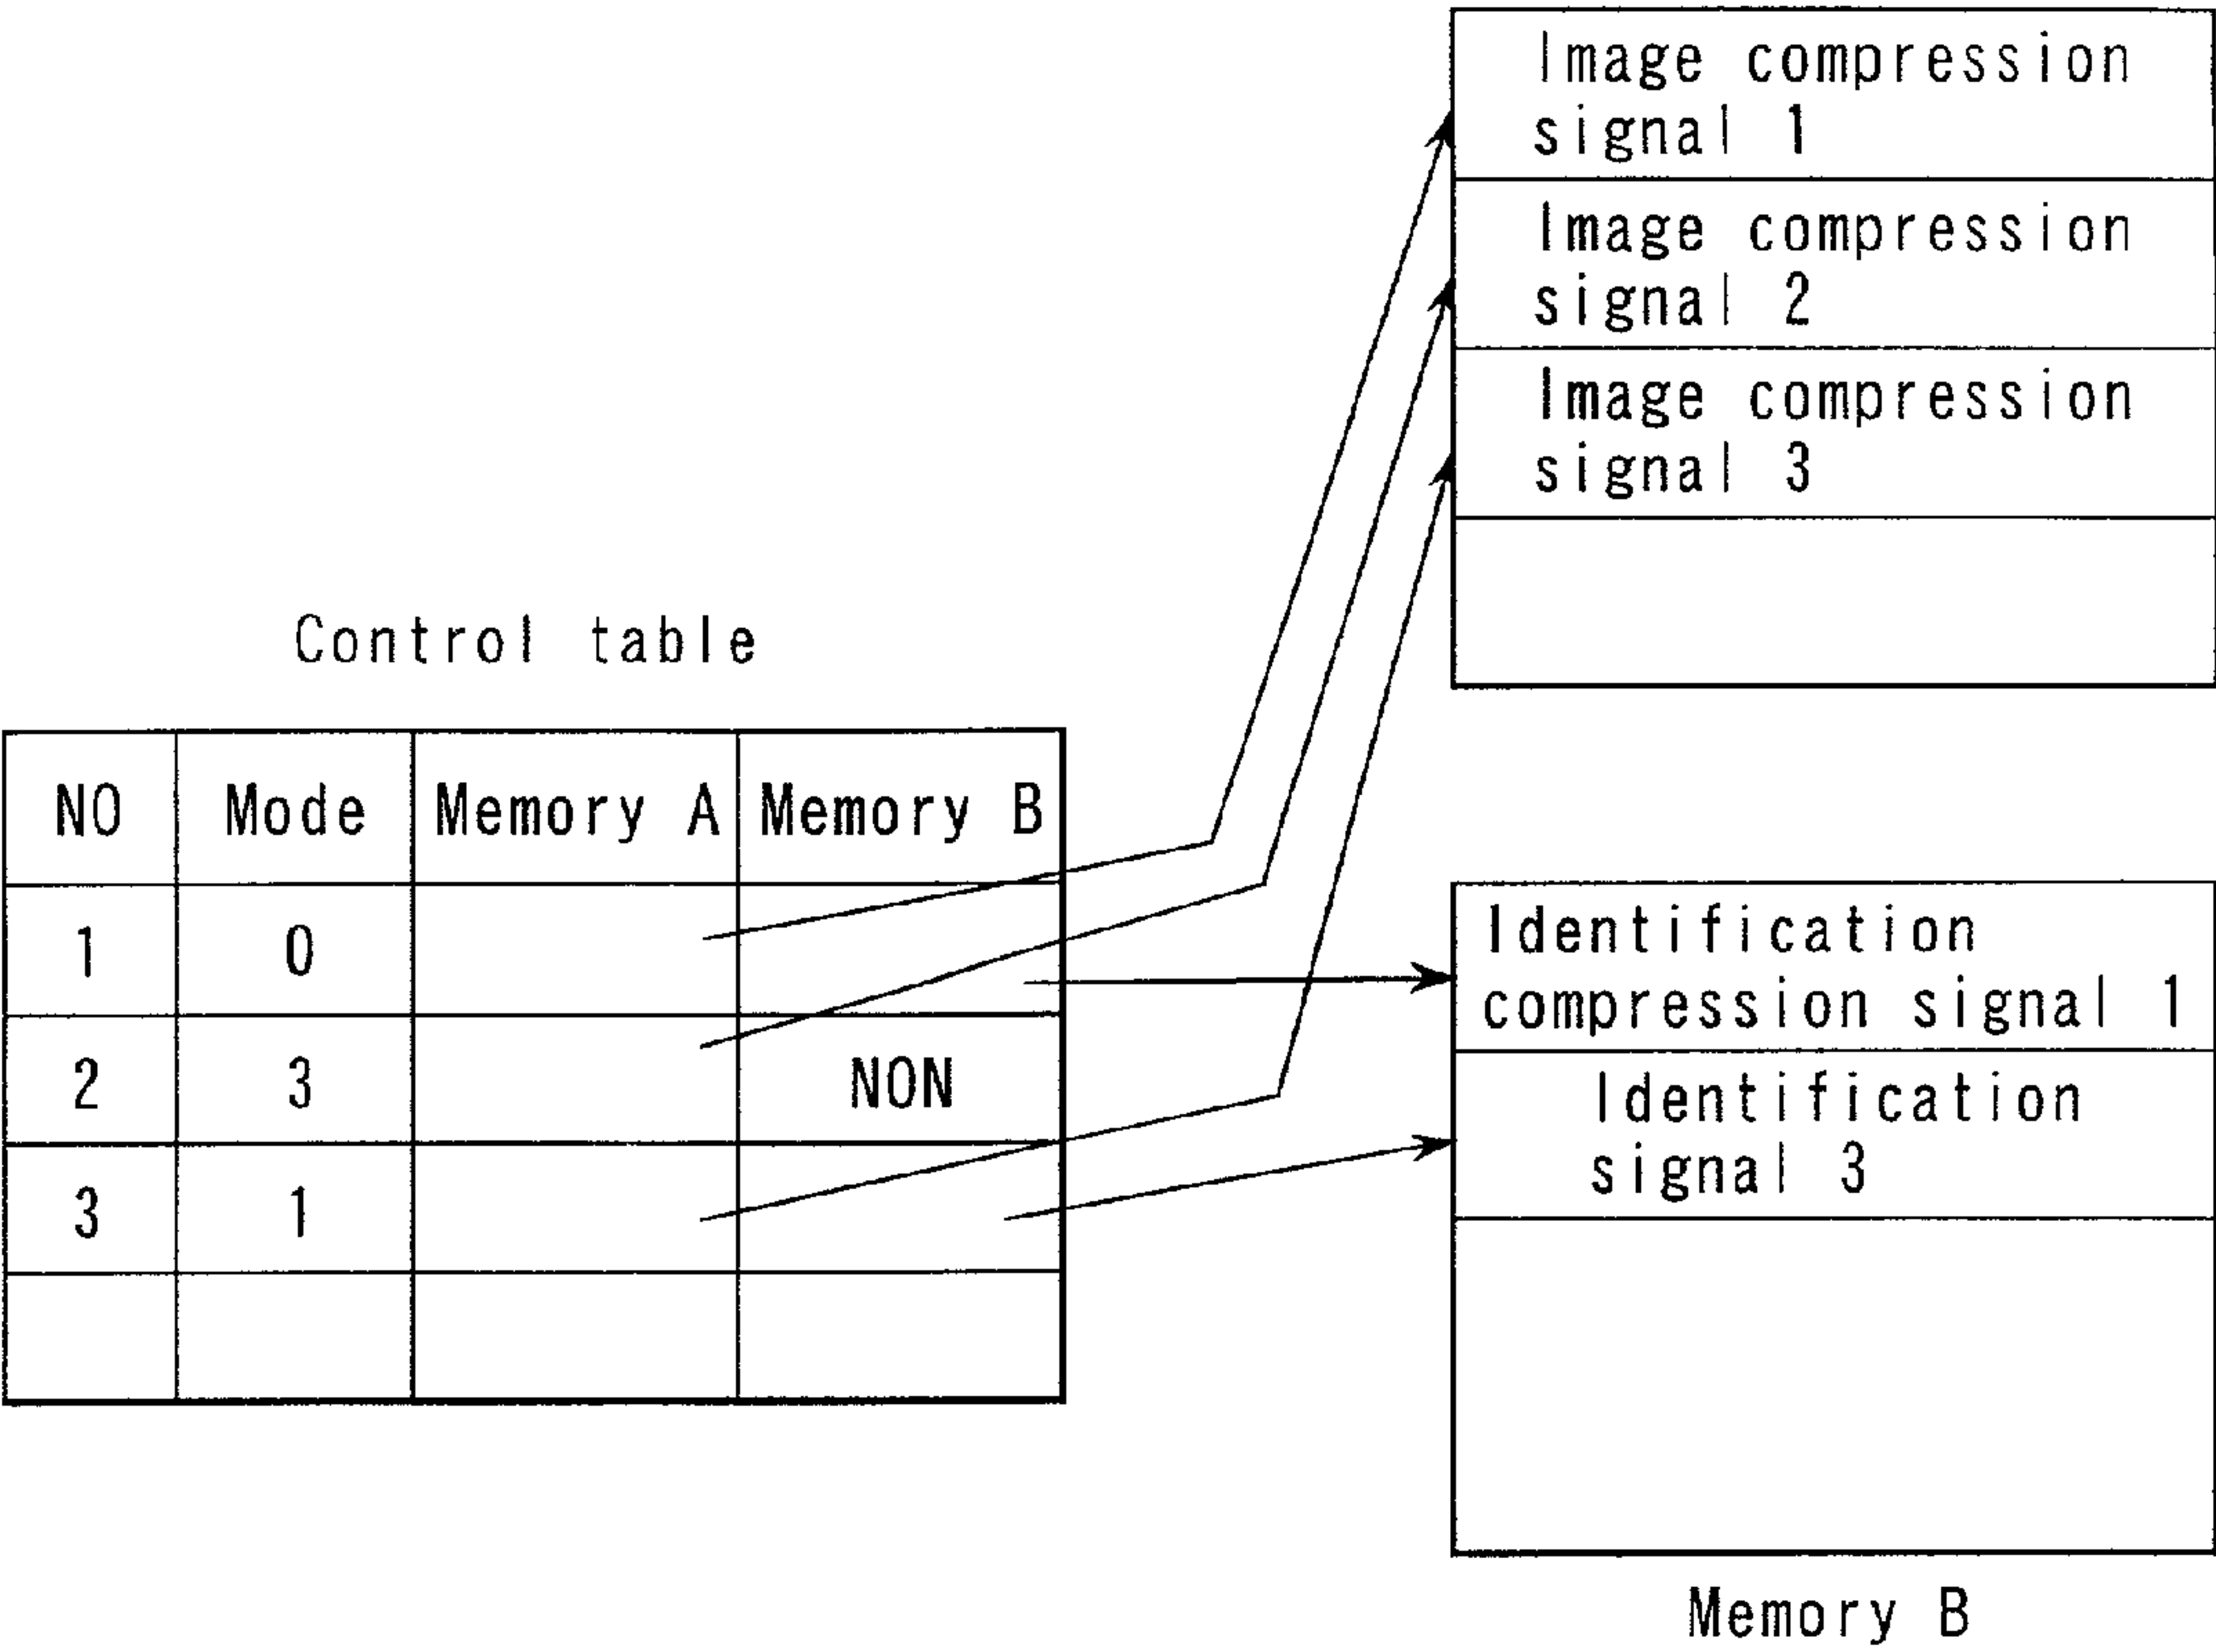 Image compression
signal 1
Image compression
signal 2
Image compression
signal 3
Control table
NO Mode Memory A Memory B
1 0
2 3 NON
3 1
Identification
compression signal 1
Identification
signal 3
Memory B